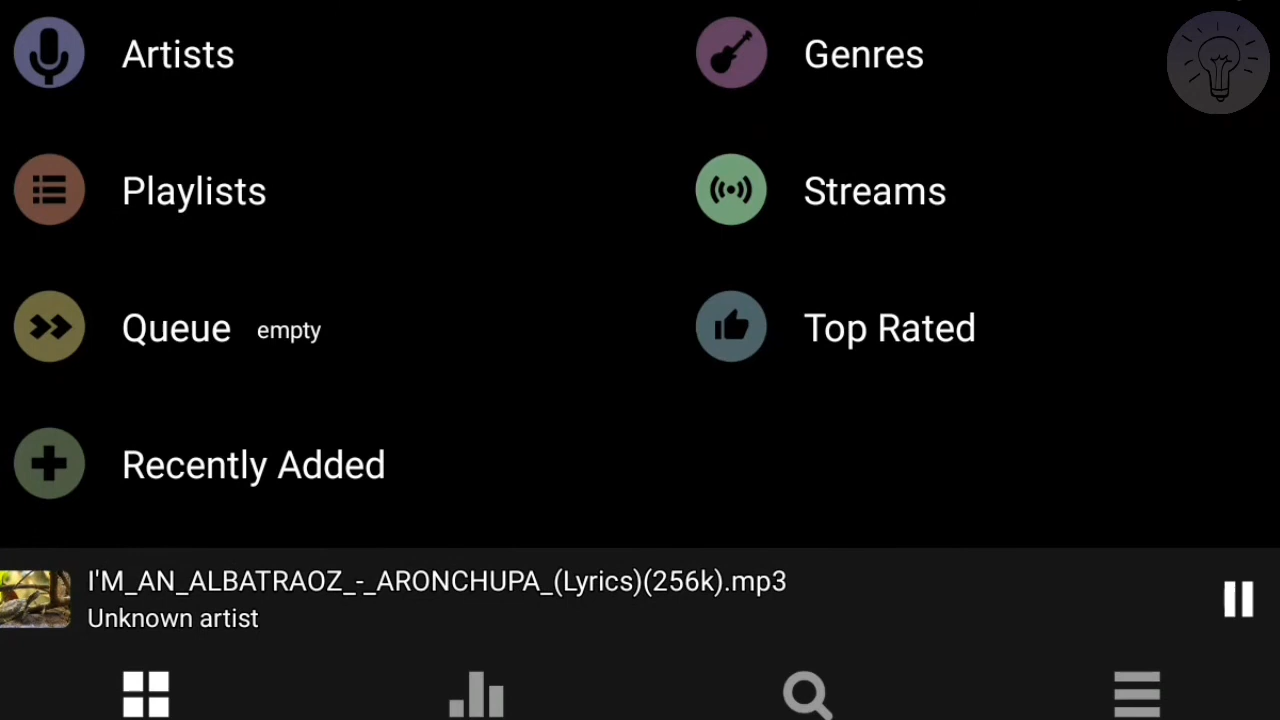 Artists
Genres
Playlists
Streams
Queue empty
Top Rated
Recently Added
I'M_AN_ALBATRAOZ_-_ARONCHUPA_(Lyrics)(256k).mp3
Unknown artist